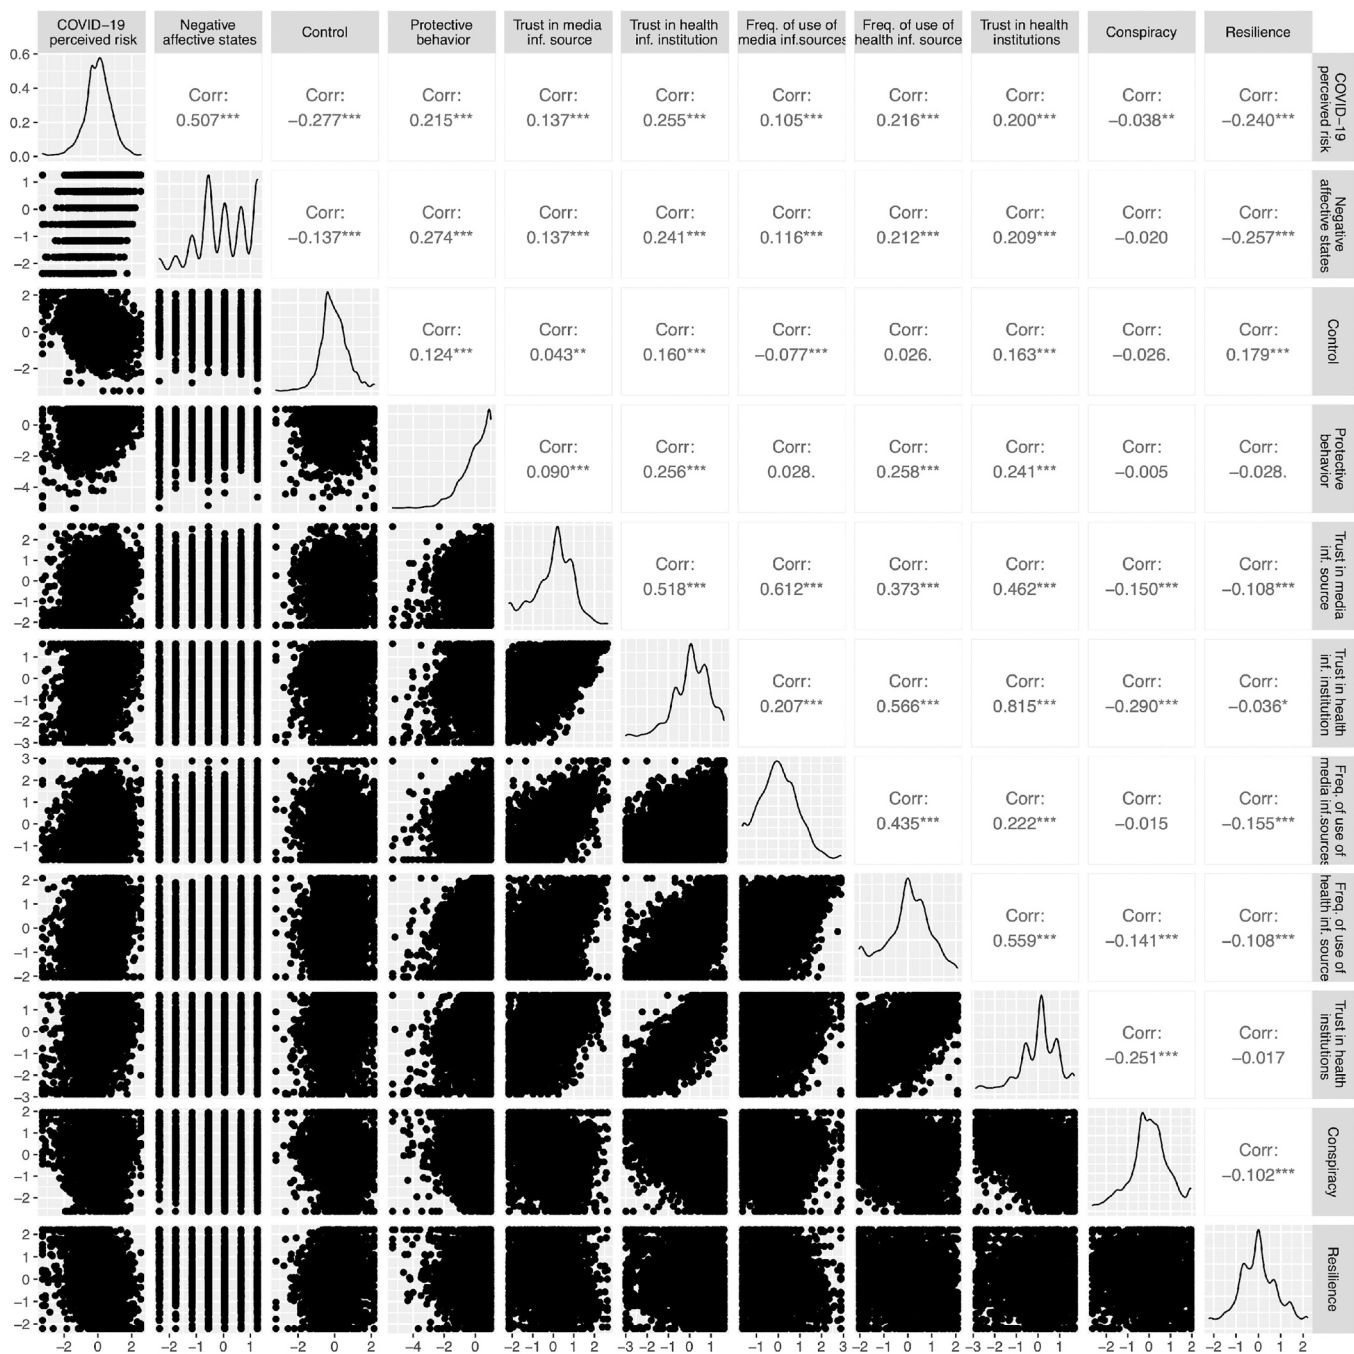 COVID−19
perceived risk
Negative
affective states
Control
Protective
behavior
Trust in media
inf. source
Trust in health
inf. institution
Freq. of use of
media inf.sources
Freq. of use of
health inf. source
Trust in health
institutions
Conspiracy
Resilience
0.6
0.4
0.2
0.0
Corr:
0.507***
Corr:
−0.277***
Corr:
0.215***
Corr:
0.137***
Corr:
0.255***
Corr:
0.105***
Corr:
0.216***
Corr:
0.200***
Corr:
−0.038**
Corr:
−0.240***
COVID−19
perceived risk
1
0
−1
−2
Corr:
−0.137***
Corr:
0.274***
Corr:
0.137***
Corr:
0.241***
Corr:
0.116***
Corr:
0.212***
Corr:
0.209***
Corr:
−0.020
Corr:
−0.257***
Negative
affective states
2
0
−2
Corr:
0.124***
Corr:
0.043**
Corr:
0.160***
Corr:
−0.077***
Corr:
0.026.
Corr:
0.163***
Corr:
−0.026.
Corr:
0.179***
Control
0
−2
−4
Corr:
0.090***
Corr:
0.256***
Corr:
0.028.
Corr:
0.258***
Corr:
0.241***
Corr:
−0.005
Corr:
−0.028.
Protective
behavior
2
1
0
−1
−2
Corr:
0.518***
Corr:
0.612***
Corr:
0.373***
Corr:
0.462***
Corr:
−0.150***
Corr:
−0.108***
Trust in media
inf. source
1
0
−1
−2
−3
Corr:
0.207***
Corr:
0.566***
Corr:
0.815***
Corr:
−0.290***
Corr:
−0.036*
Trust in health
inf. institution
3
2
1
0
−1
Corr:
0.435***
Corr:
0.222***
Corr:
−0.015
Corr:
−0.155***
Freq. of use of
media inf.sources
2
1
0
−1
−2
Corr:
0.559***
Corr:
−0.141***
Corr:
−0.108***
Freq. of use of
health inf. source
1
0
−1
−2
−3
Corr:
−0.251***
Corr:
−0.017
Trust in health
institutions
2
1
0
−1
−2
Corr:
−0.102***
Conspiracy
2
1
0
−1
−2
Resilience
−2 0 2
−2 −1 0 1
−2 0 2
−4 −2 0
−2 −1 0 1 2
−3 −2 −1 0 1
−1 0 1 2 3
−2 −1 0 1 2
−3 −2 −1 0 1
−2 −1 0 1 2
−2 −1 0 1 2